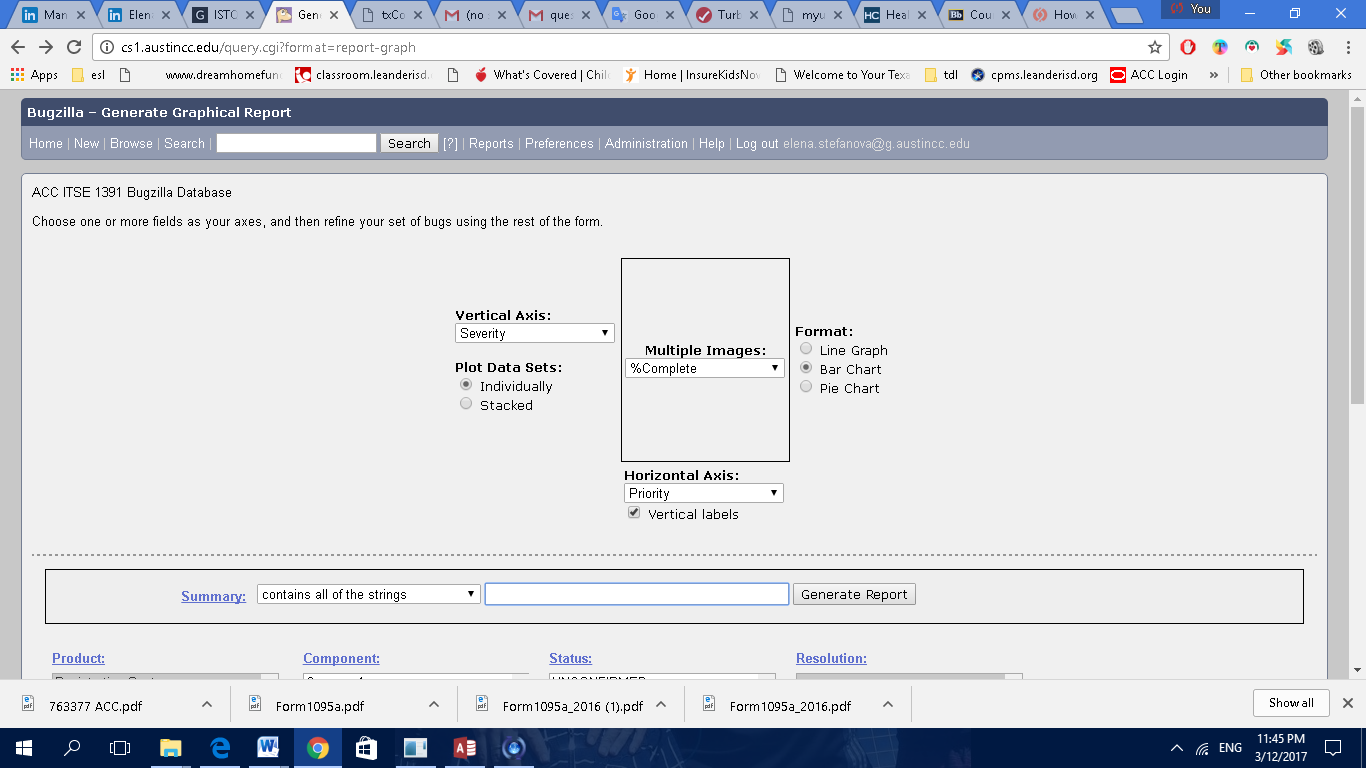 Man
Elen
ISTC
Gen
txCo
(no
ques
Goo
Turb
myu
Heal
Cou
Hov
You
cs1.austincc.edu/query.cgi?format=report-graph
Apps
esl
www.dreamhomefun
classroom.leanderisd.
What's Covered | Chil
Home | InsureKidsNo
Welcome to Your Texa
tdl
cpms.leanderisd.org
ACC Login
»
Other bookmarks
Bugzilla – Generate Graphical Report
Home | New | Browse | Search | Search [?] | Reports | Preferences | Administration | Help | Log out elena.stefanova@g.austincc.edu
ACC ITSE 1391 Bugzilla Database
Choose one or more fields as your axes, and then refine your set of bugs using the rest of the form.
Vertical Axis:
Severity
Plot Data Sets:
Individually
Stacked
Multiple Images:
%Complete
Format:
Line Graph
Bar Chart
Pie Chart
Horizontal Axis:
Priority
Vertical labels
Summary: contains all of the strings Generate Report
Product: Component: Status: Resolution:
UNCONFIRMED
763377 ACC.pdf
Form1095a.pdf
Form1095a_2016 (1).pdf
Form1095a_2016.pdf
Show all
ENG
11:45 PM
3/12/2017